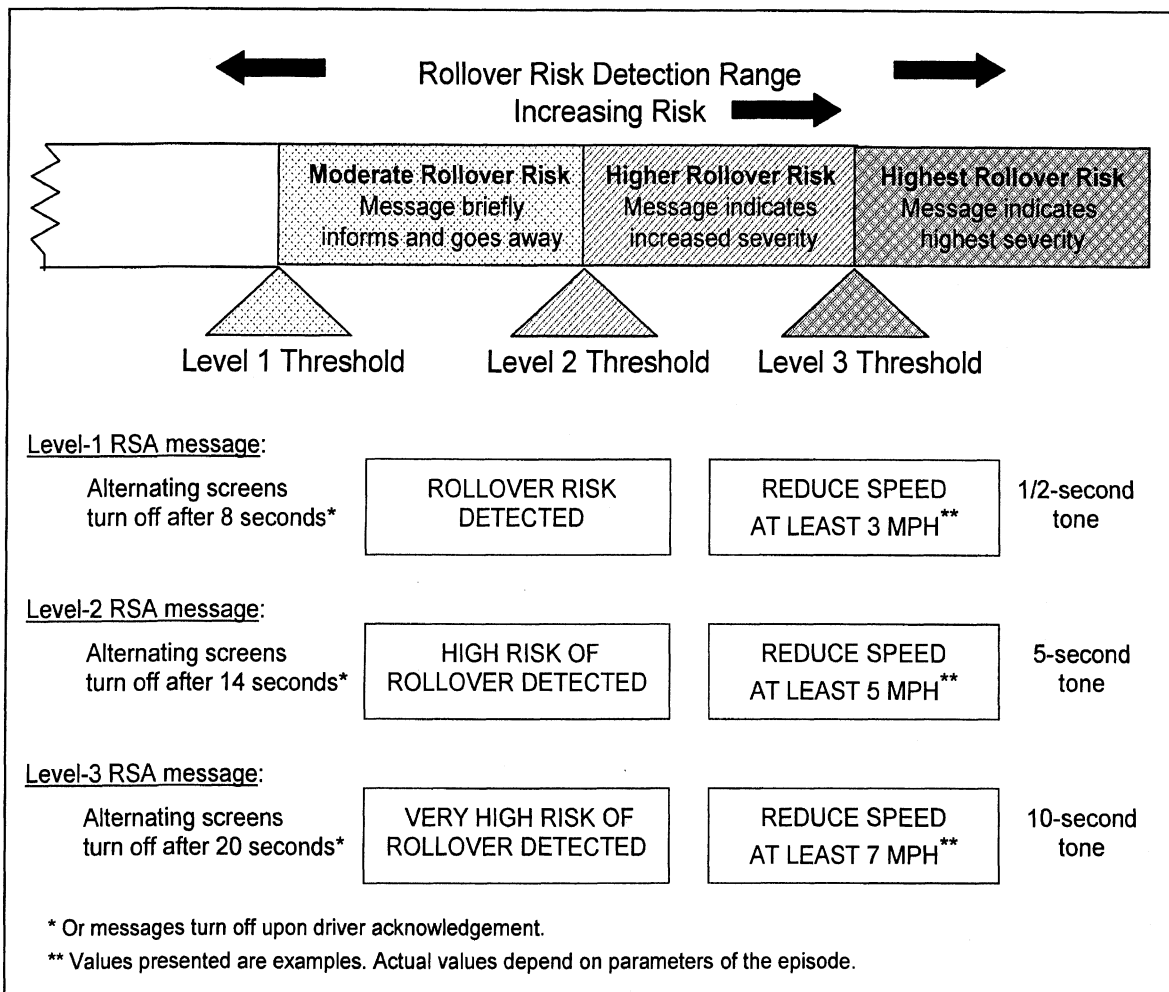 Rollover Risk Detection Range
Increasing Risk
Moderate Rollover Risk
Message briefly
informs and goes away
Higher Rollover Risk
Message indicates
increased severity
Highest Rollover Risk
Message indicates
highest severity
Level 1 Threshold
Level 2 Threshold
Level 3 Threshold
Level-1 RSA message:
Alternating screens
turn off after 8 seconds*
ROLLOVER RISK
DETECTED
REDUCE SPEED
AT LEAST 3 MPH**
1/2-second
tone
Level-2 RSA message:
Alternating screens
turn off after 14 seconds*
HIGH RISK OF
ROLLOVER DETECTED
REDUCE SPEED
AT LEAST 5 MPH**
5-second
tone
Level-3 RSA message:
Alternating screens
turn off after 20 seconds*
VERY HIGH RISK OF
ROLLOVER DETECTED
REDUCE SPEED
AT LEAST 7 MPH**
10-second
tone
* Or messages turn off upon driver acknowledgement.
** Values presented are examples. Actual values depend on parameters of the episode.